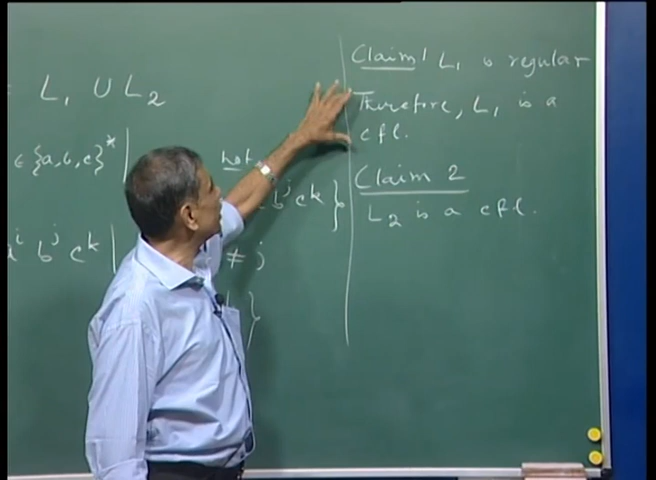 = L₁ ∪ L₂
∈ {a, b, c}* |
not
b^j c^k }
a^i b^j c^k |
≠ j
}
Claim 1 L₁ is regular
Therefore, L₁ is a
cfl.
Claim 2
L₂ is a cfl.